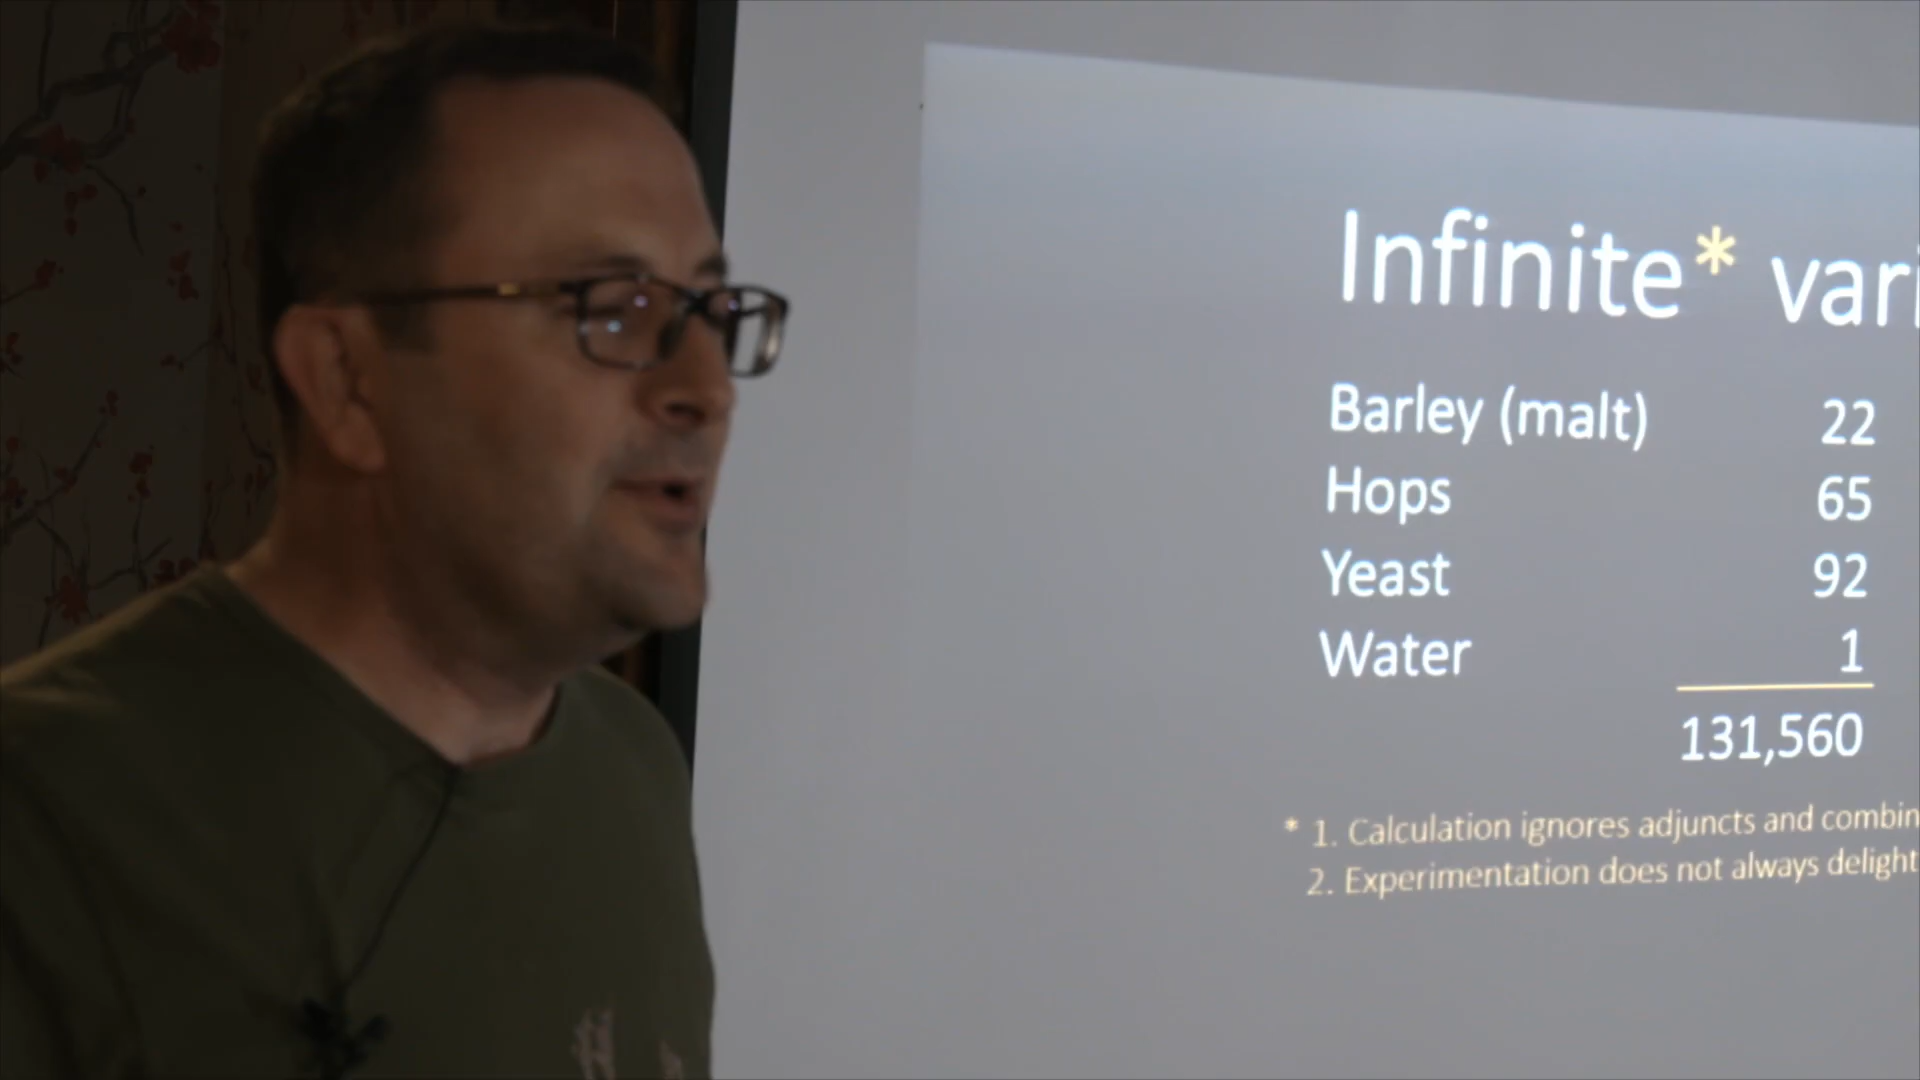 Infinite* vari
Barley (malt) 22
Hops 65
Yeast 92
Water 1
131,560
* 1. Calculation ignores adjuncts and combin
2. Experimentation does not always delight